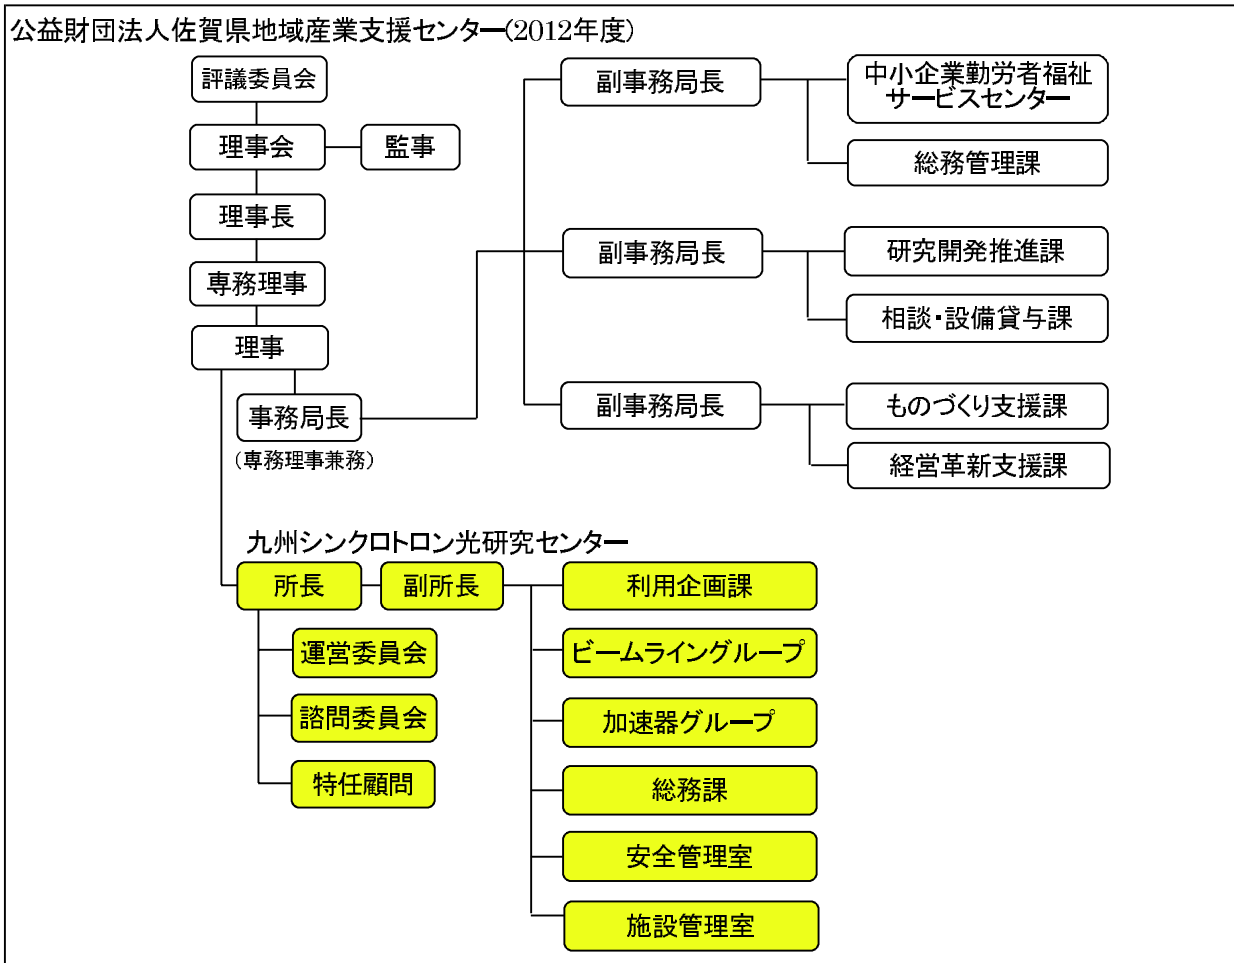 公益財団法人佐賀県地域産業支援センター(2012年度)
評議委員会
理事会
監事
理事長
専務理事
理事
事務局長
(専務理事兼務)
副事務局長
中小企業勤労者福祉
サービスセンター
総務管理課
副事務局長
研究開発推進課
相談・設備貸与課
副事務局長
ものづくり支援課
経営革新支援課
九州シンクロトロン光研究センター
所長
副所長
運営委員会
諮問委員会
特任顧問
利用企画課
ビームライングループ
加速器グループ
総務課
安全管理室
施設管理室